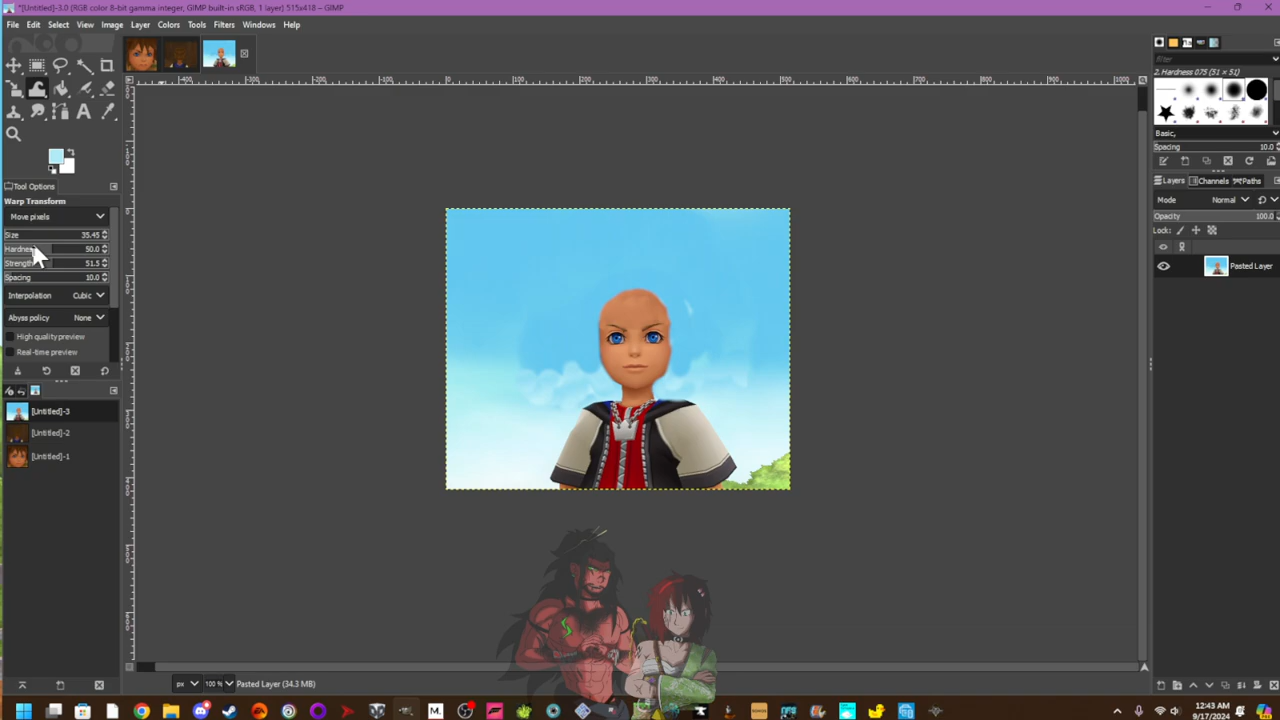 *[Untitled]-3.0 (RGB color 8-bit gamma integer, GIMP built-in sRGB, 1 layer) 515x418 – GIMP
File Edit Select View Image Layer Colors Tools Filters Windows Help
Filter
2. Hardness 075 (51 × 51)
Basic,
Spacing 10.0
Tool Options
Warp Transform
Move pixels
Size 35.45
Hardness 50.0
Strength 51.5
Spacing 10.0
Interpolation Cubic
Abyss policy None
High quality preview
Real-time preview
[Untitled]-3
[Untitled]-2
[Untitled]-1
Layers Channels Paths
Mode Normal
Opacity 100.0
Lock:
Pasted Layer
px 100 % Pasted Layer (34.3 MB)
12:43 AM
9/17/2024